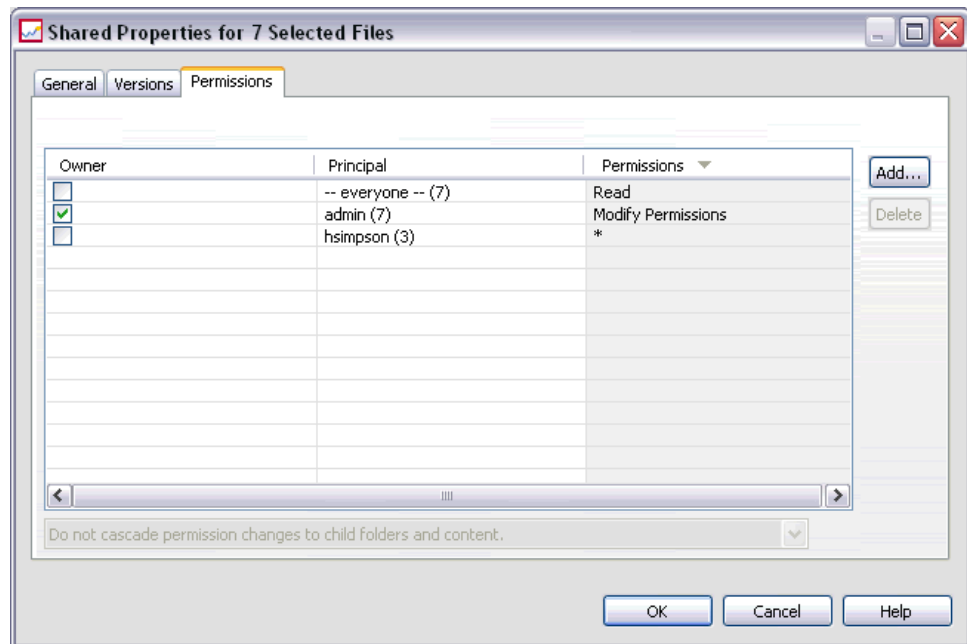 Shared Properties for 7 Selected Files
General Versions Permissions
Owner Principal Permissions
-- everyone -- (7) Read
admin (7) Modify Permissions
hsimpson (3) *
Add...
Delete
Do not cascade permission changes to child folders and content.
OK Cancel Help